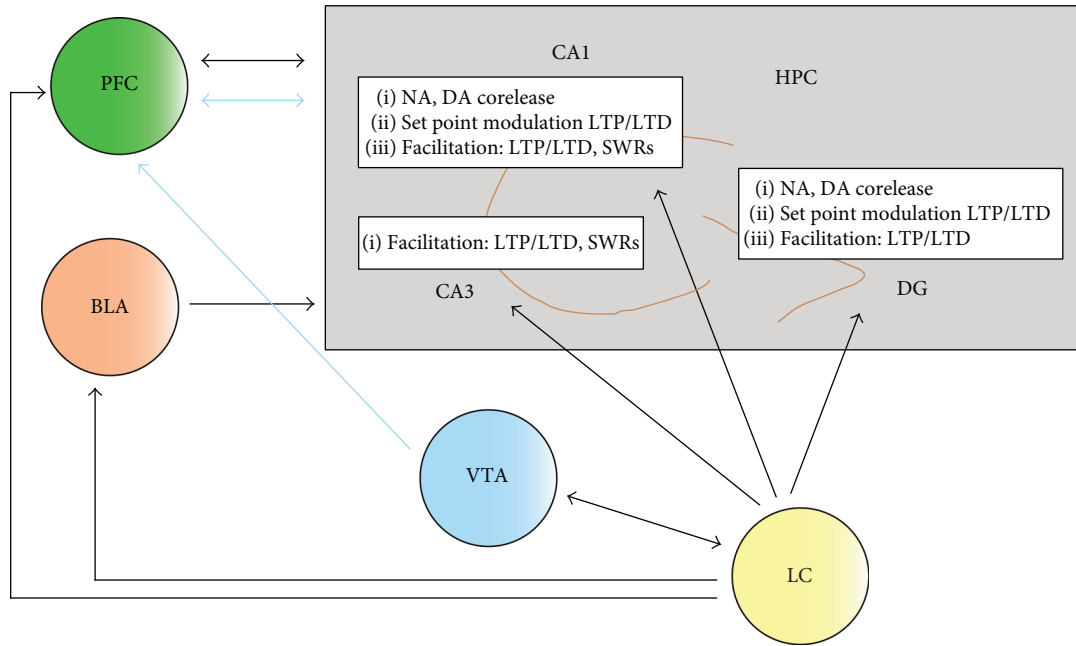 PFC
CA1
HPC
(i) NA, DA corelease
(ii) Set point modulation LTP/LTD
(iii) Facilitation: LTP/LTD, SWRs
(i) NA, DA corelease
(ii) Set point modulation LTP/LTD
(iii) Facilitation: LTP/LTD
(i) Facilitation: LTP/LTD, SWRs
CA3
DG
BLA
VTA
LC